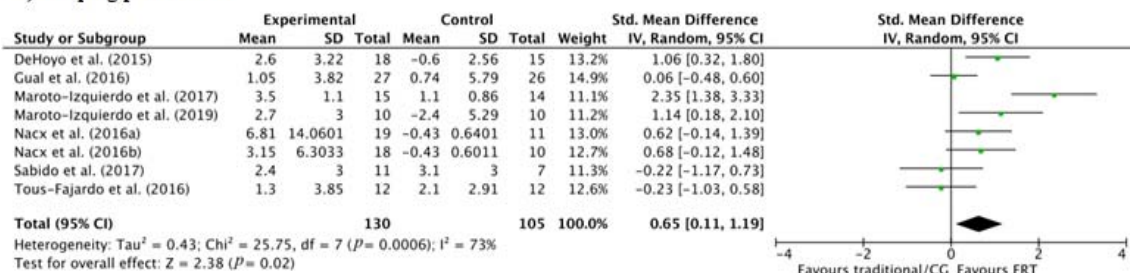 Experimental Control Std. Mean Difference Std. Mean Difference
Study or Subgroup Mean SD Total Mean SD Total Weight IV, Random, 95% CI IV, Random, 95% CI
DeHoyo et al. (2015) 2.6 3.22 18 -0.6 2.56 15 13.2% 1.06 [0.32, 1.80]
Gual et al. (2016) 1.05 3.82 27 0.74 5.79 26 14.9% 0.06 [-0.48, 0.60]
Maroto-Izquierdo et al. (2017) 3.5 1.1 15 1.1 0.86 14 11.1% 2.35 [1.38, 3.33]
Maroto-Izquierdo et al. (2019) 2.7 3 10 -2.4 5.29 10 11.2% 1.14 [0.18, 2.10]
Nacx et al. (2016a) 6.81 14.0601 19 -0.43 0.6401 11 13.0% 0.62 [-0.14, 1.39]
Nacx et al. (2016b) 3.15 6.3033 18 -0.43 0.6011 10 12.7% 0.68 [-0.12, 1.48]
Sabido et al. (2017) 2.4 3 11 3.1 3 7 11.3% -0.22 [-1.17, 0.73]
Tous-Fajardo et al. (2016) 1.3 3.85 12 2.1 2.91 12 12.6% -0.23 [-1.03, 0.58]
Total (95% CI) 130 105 100.0% 0.65 [0.11, 1.19]
Heterogeneity: Tau² = 0.43; Chi² = 25.75, df = 7 (P= 0.0006); I² = 73%
Test for overall effect: Z = 2.38 (P= 0.02)
-4 -2 0 2 4
Favours traditional/CG Favours FRT